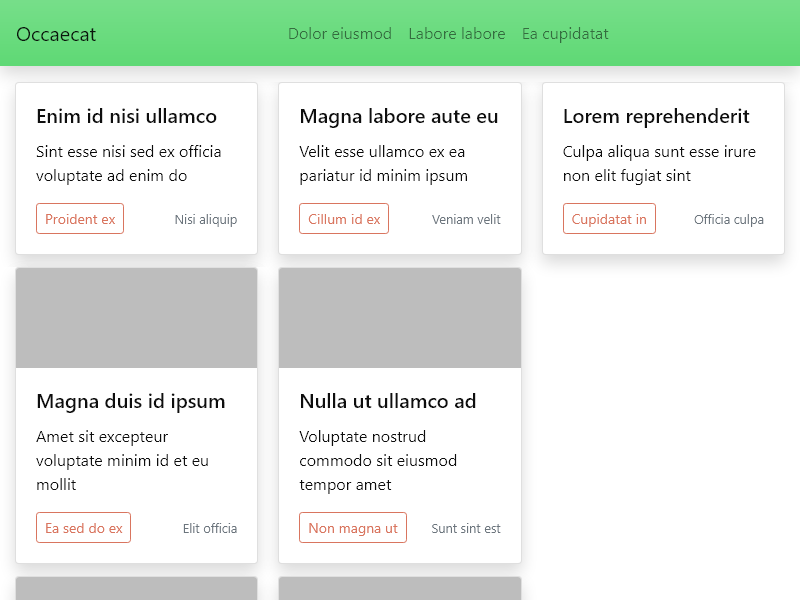 Occaecat
Dolor eiusmod
Labore labore
Ea cupidatat
Enim id nisi ullamco
Sint esse nisi sed ex officia
voluptate ad enim do
Proident ex
Nisi aliquip
Magna labore aute eu
Velit esse ullamco ex ea
pariatur id minim ipsum
Cillum id ex
Veniam velit
Lorem reprehenderit
Culpa aliqua sunt esse irure
non elit fugiat sint
Cupidatat in
Officia culpa
Magna duis id ipsum
Amet sit excepteur
voluptate minim id et eu
mollit
Ea sed do ex
Elit officia
Nulla ut ullamco ad
Voluptate nostrud
commodo sit eiusmod
tempor amet
Non magna ut
Sunt sint est